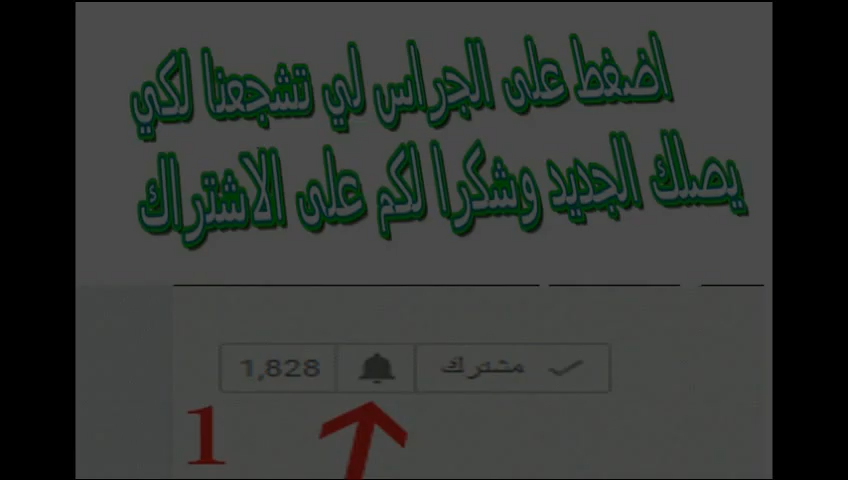 اضغط على الجراس لي تشجعنا لكي
يصلك الجديد وشكرا لكم على الاشتراك
1,828 مشترك
1